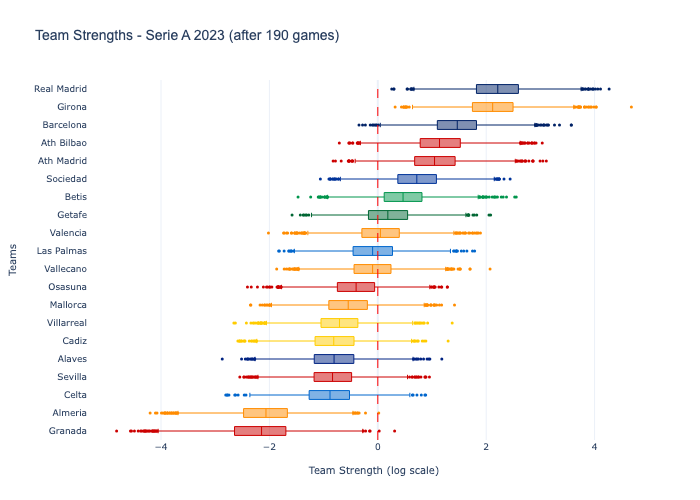 Team Strengths - Serie A 2023 (after 190 games)
Real Madrid
Girona
Barcelona
Ath Bilbao
Ath Madrid
Sociedad
Betis
Getafe
Valencia
Las Palmas
Vallecano
Osasuna
Mallorca
Villarreal
Cadiz
Alaves
Sevilla
Celta
Almeria
Granada
Teams
−4 −2 0 2 4
Team Strength (log scale)